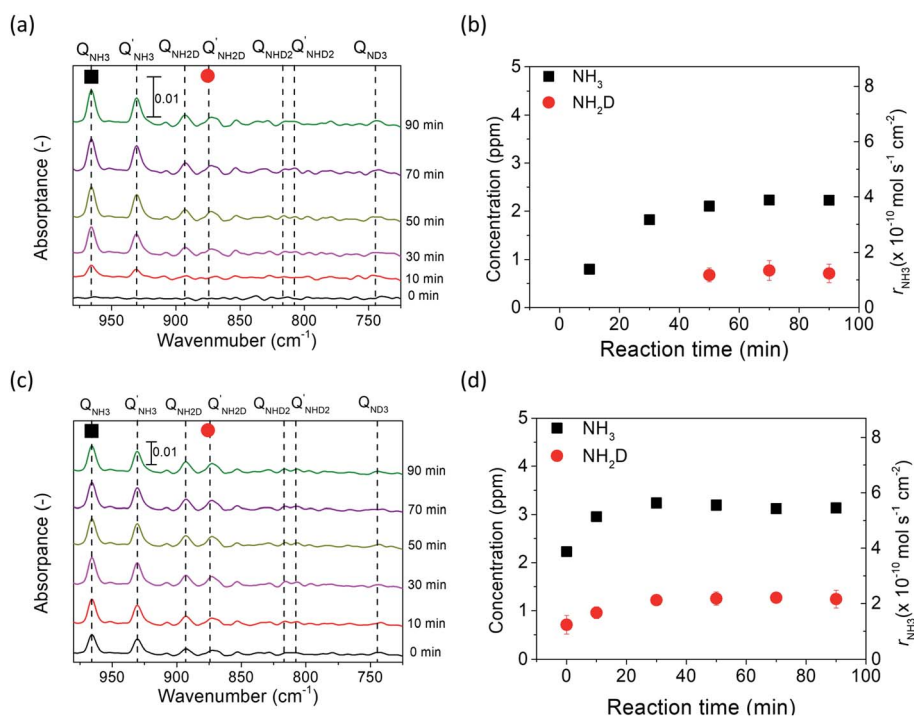 (a)
Q_NH3 Q'_NH3 Q_NH2D Q'_NH2D Q_NHD2 Q'_NHD2 Q_ND3
0.01
90 min
70 min
50 min
30 min
10 min
0 min
Absorptance (-)
950 900 850 800 750
Wavenmuber (cm⁻¹)
(b)
NH₃
NH₂D
5
4
3
2
1
0
Concentration (ppm)
8
6
4
2
0
r_NH3(x 10⁻¹⁰ mol s⁻¹ cm⁻²)
0 20 40 60 80 100
Reaction time (min)
(c)
Q_NH3 Q'_NH3 Q_NH2D Q'_NH2D Q_NHD2 Q'_NHD2 Q_ND3
0.01
90 min
70 min
50 min
30 min
10 min
0 min
Absorpance (-)
950 900 850 800 750
Wavenumber (cm⁻¹)
(d)
NH₃
NH₂D
5
4
3
2
1
0
Concentration (ppm)
8
6
4
2
0
r_NH3(x 10⁻¹⁰ mol s⁻¹ cm⁻²)
0 20 40 60 80 100
Reaction time (min)